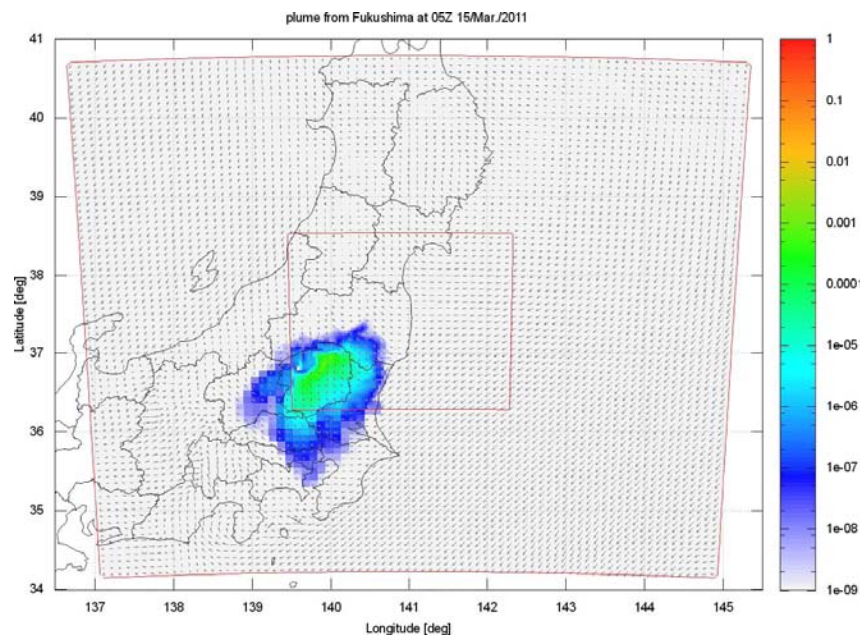 plume from Fukushima at 05Z 15/Mar./2011
41
40
39
38
37
36
35
34
Latitude [deg]
137
138
139
140
141
142
143
144
145
Longitude [deg]
1
0.1
0.01
0.001
0.0001
1e-05
1e-06
1e-07
1e-08
1e-09